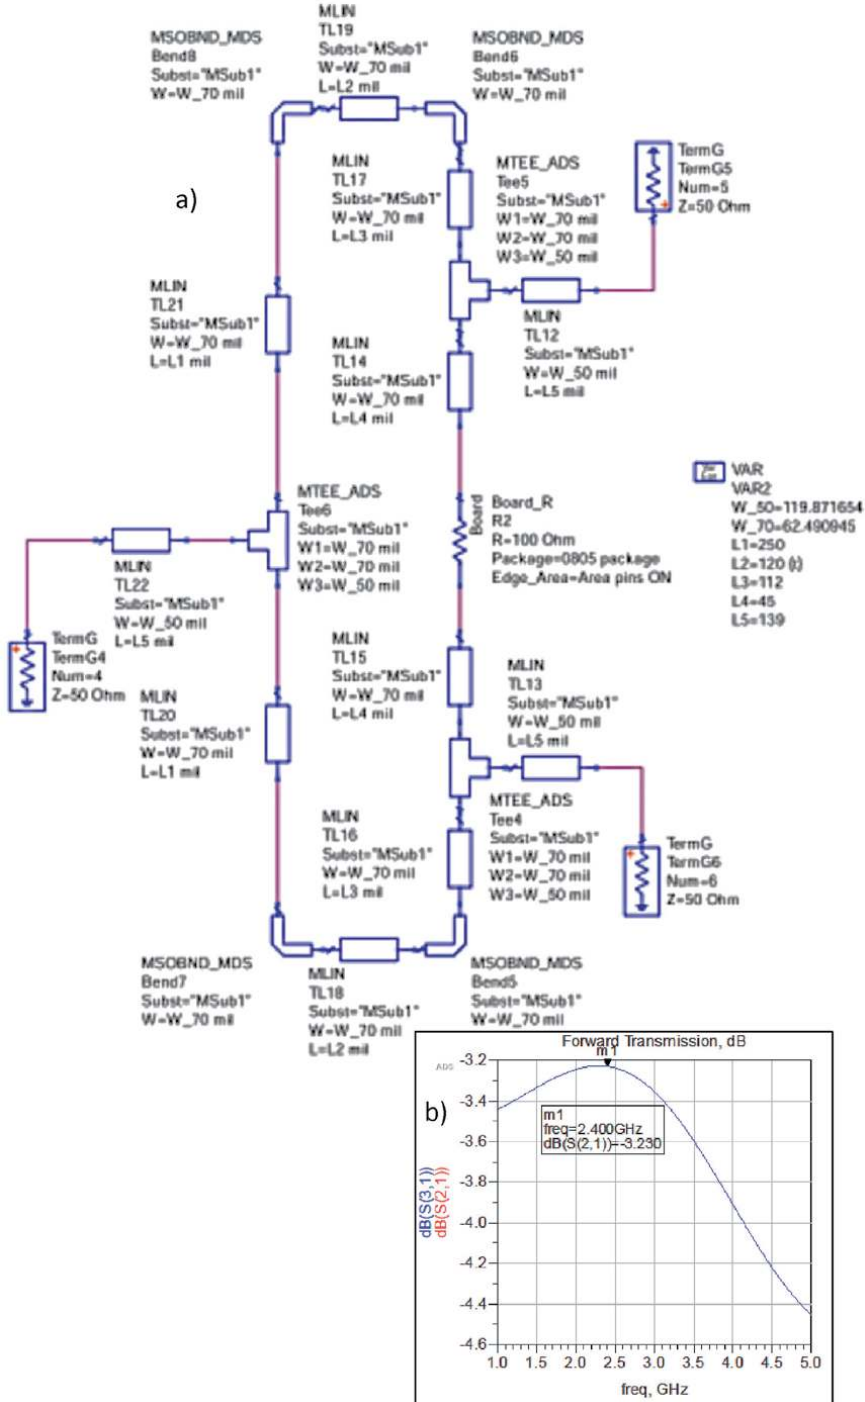 MLIN
TL19
Subst="MSub1"
W=W_70 mil
L=L2 mil
MSOBND_MDS
Bend8
Subst="MSub1"
W=W_70 mil
MSOBND_MDS
Bend6
Subst="MSub1"
W=W_70 mil
a)
MLIN
TL17
Subst="MSub1"
W=W_70 mil
L=L3 mil
MTEE_ADS
Tee5
Subst="MSub1"
W1=W_70 mil
W2=W_70 mil
W3=W_50 mil
TermG
TermG5
Num=5
Z=50 Ohm
MLIN
TL21
Subst="MSub1"
W=W_70 mil
L=L1 mil
MLIN
TL14
Subst="MSub1"
W=W_70 mil
L=L4 mil
MLIN
TL12
Subst="MSub1"
W=W_50 mil
L=L5 mil
MTEE_ADS
Tee6
Subst="MSub1"
W1=W_70 mil
W2=W_70 mil
W3=W_50 mil
Board
Board_R
R2
R=100 Ohm
Package=0805 package
Edge_Area=Area pins ON
VAR
VAR2
W_50=119.871654
W_70=62.490945
L1=250
L2=120 {t}
L3=112
L4=45
L5=139
MLIN
TL22
Subst="MSub1"
W=W_50 mil
L=L5 mil
TermG
TermG4
Num=4
Z=50 Ohm
MLIN
TL15
Subst="MSub1"
W=W_70 mil
L=L4 mil
MLIN
TL13
Subst="MSub1"
W=W_50 mil
L=L5 mil
MLIN
TL20
Subst="MSub1"
W=W_70 mil
L=L1 mil
MLIN
TL16
Subst="MSub1"
W=W_70 mil
L=L3 mil
MTEE_ADS
Tee4
Subst="MSub1"
W1=W_70 mil
W2=W_70 mil
W3=W_50 mil
TermG
TermG6
Num=6
Z=50 Ohm
MSOBND_MDS
Bend7
Subst="MSub1"
W=W_70 mil
MLIN
TL18
Subst="MSub1"
W=W_70 mil
L=L2 mil
MSOBND_MDS
Bend5
Subst="MSub1"
W=W_70 mil
b)
Forward Transmission, dB
ADS
m1
m1
freq=2.400GHz
dB(S(2,1))=-3.230
dB(S(3,1))
dB(S(2,1))
-3.2
-3.4
-3.6
-3.8
-4.0
-4.2
-4.4
-4.6
1.0 1.5 2.0 2.5 3.0 3.5 4.0 4.5 5.0
freq, GHz